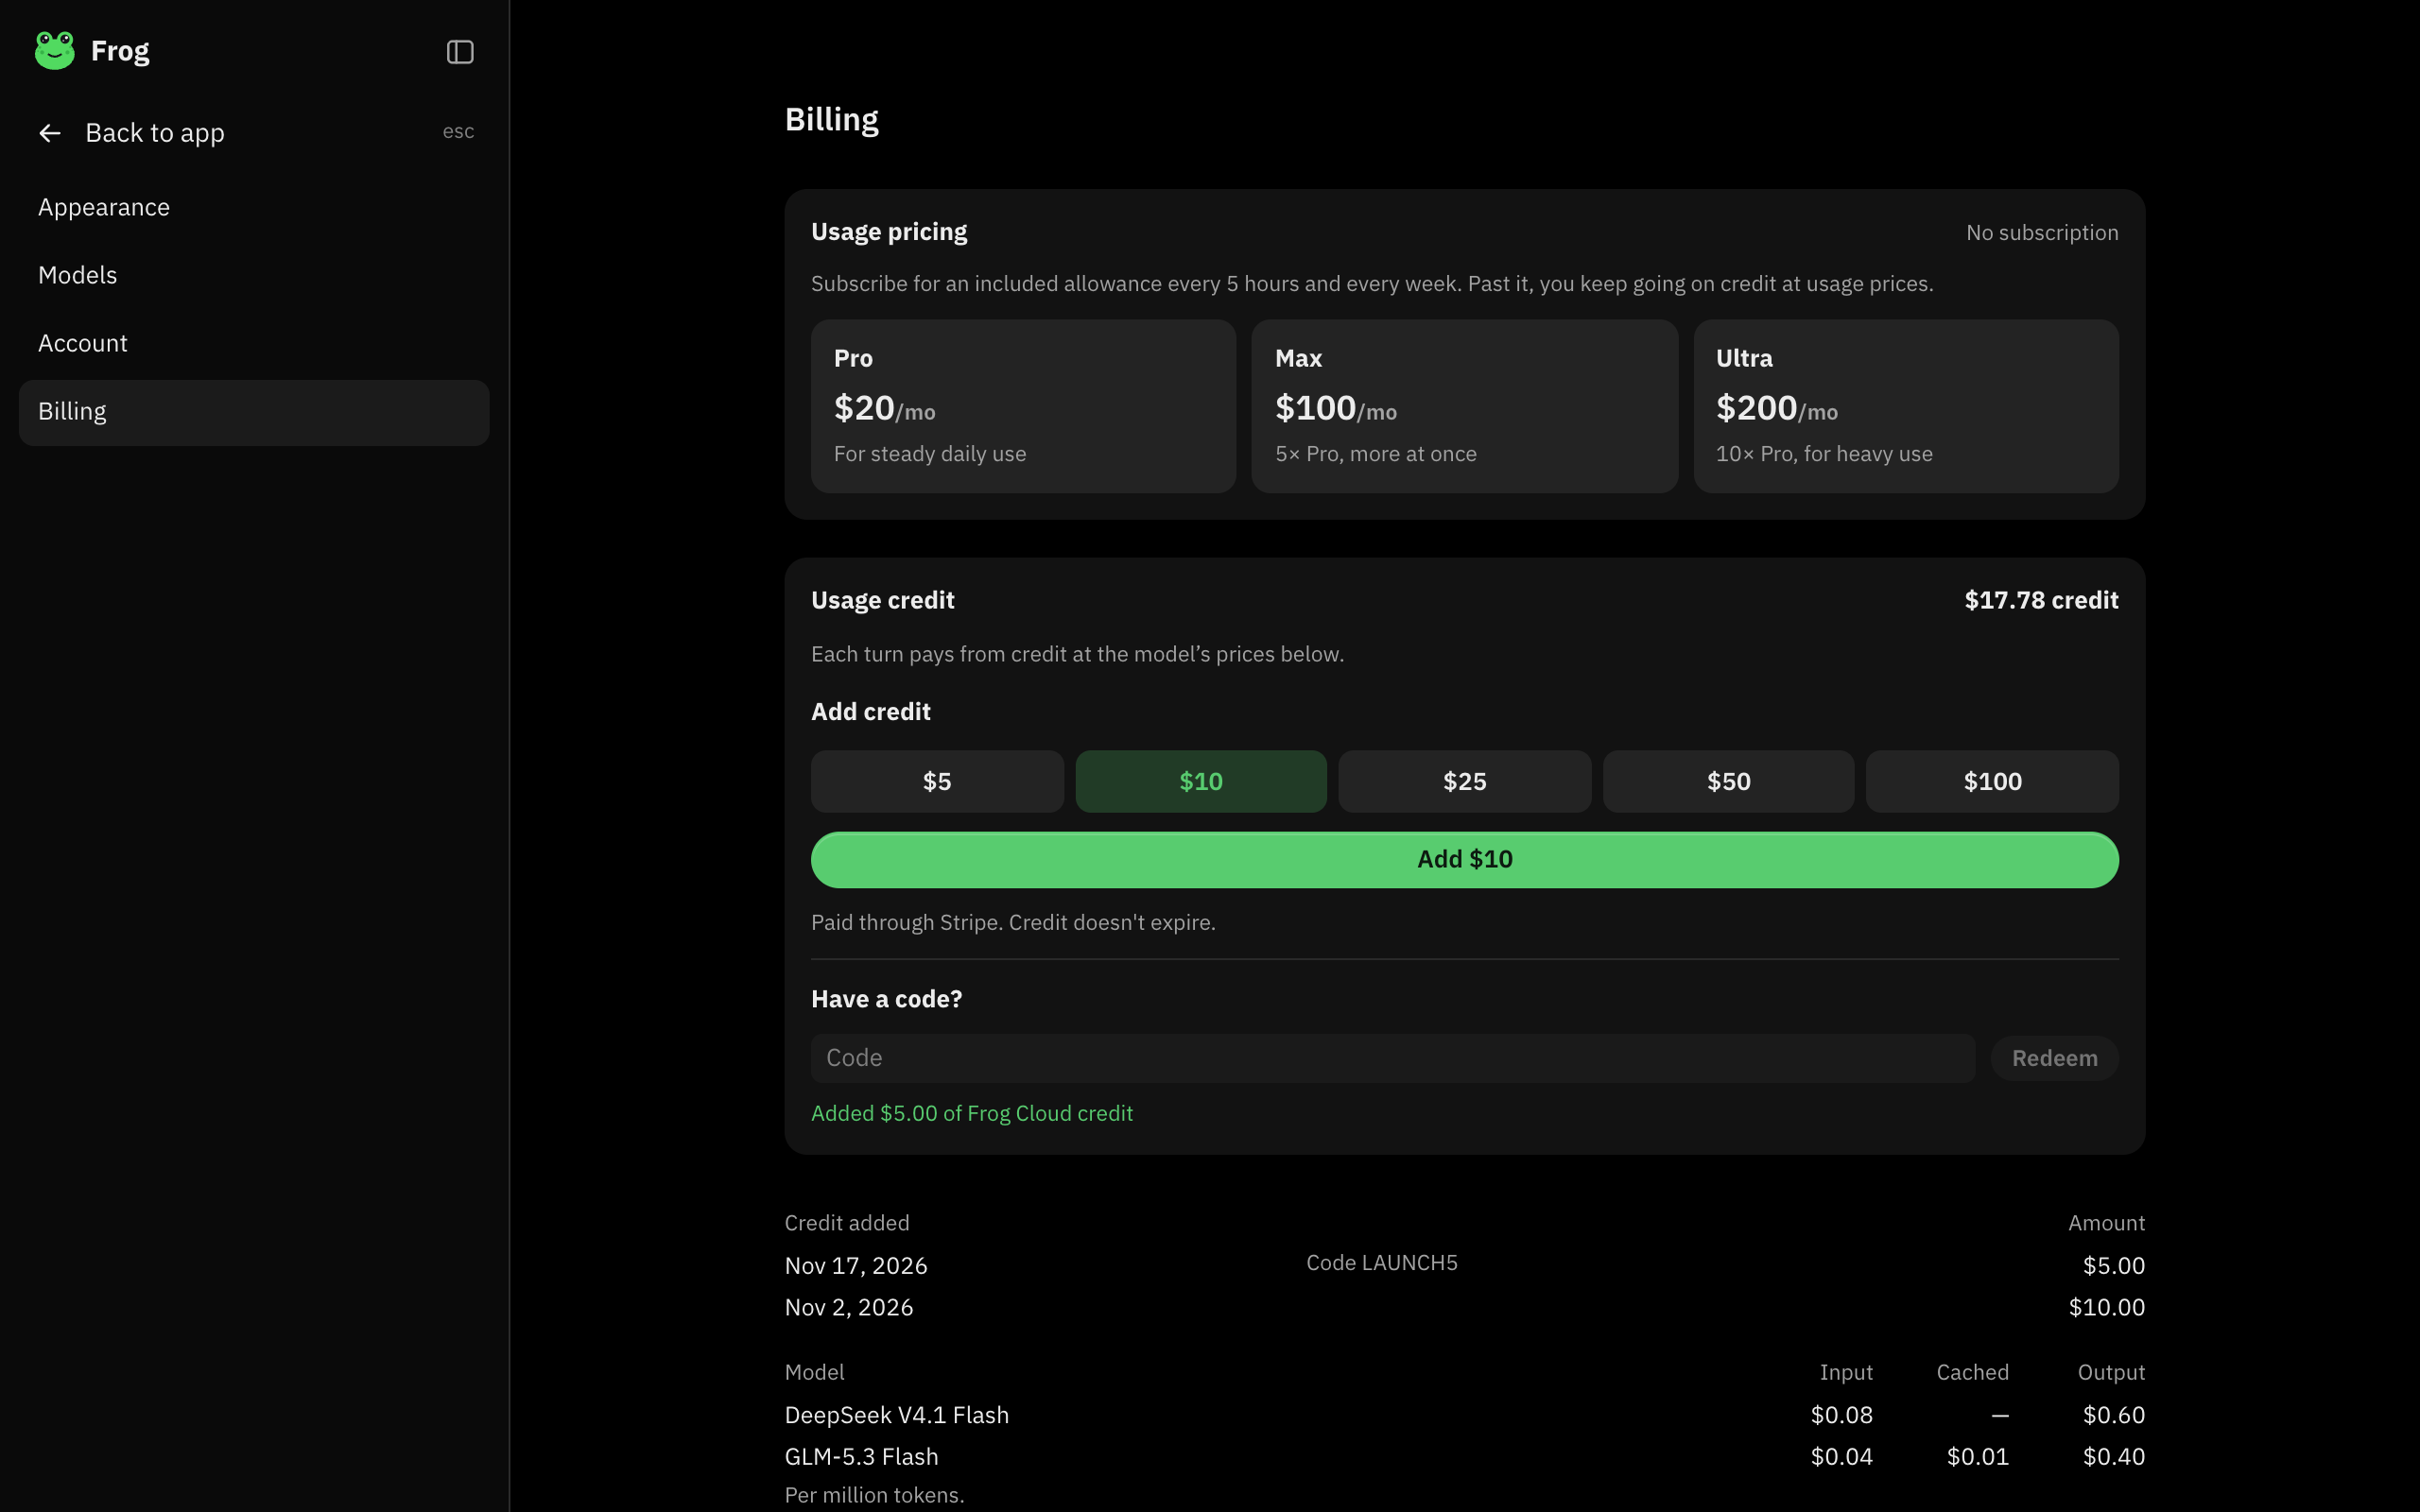 Frog
Back to app esc
Appearance
Models
Account
Billing
Billing
Usage pricing No subscription
Subscribe for an included allowance every 5 hours and every week. Past it, you keep going on credit at usage prices.
Pro Max Ultra
$20/mo $100/mo $200/mo
For steady daily use 5× Pro, more at once 10× Pro, for heavy use
Usage credit $17.78 credit
Each turn pays from credit at the model’s prices below.
Add credit
$5 $10 $25 $50 $100
Add $10
Paid through Stripe. Credit doesn't expire.
Have a code?
Code Redeem
Added $5.00 of Frog Cloud credit
Credit added Amount
Nov 17, 2026 Code LAUNCH5 $5.00
Nov 2, 2026 $10.00
Model Input Cached Output
DeepSeek V4.1 Flash $0.08 — $0.60
GLM-5.3 Flash $0.04 $0.01 $0.40
Per million tokens.